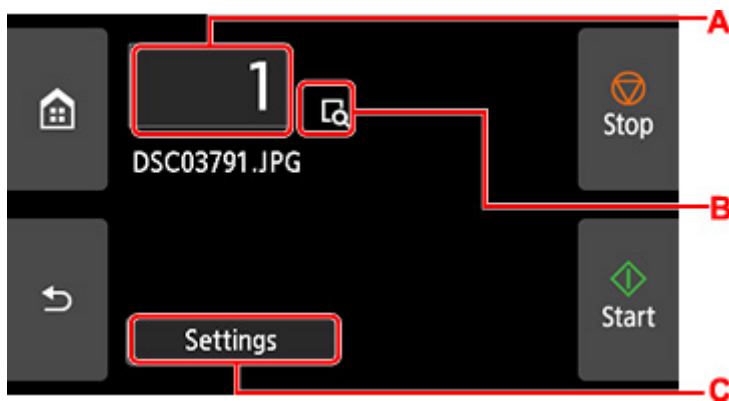 A
1
Stop
DSC03791.JPG
B
Start
Settings
C